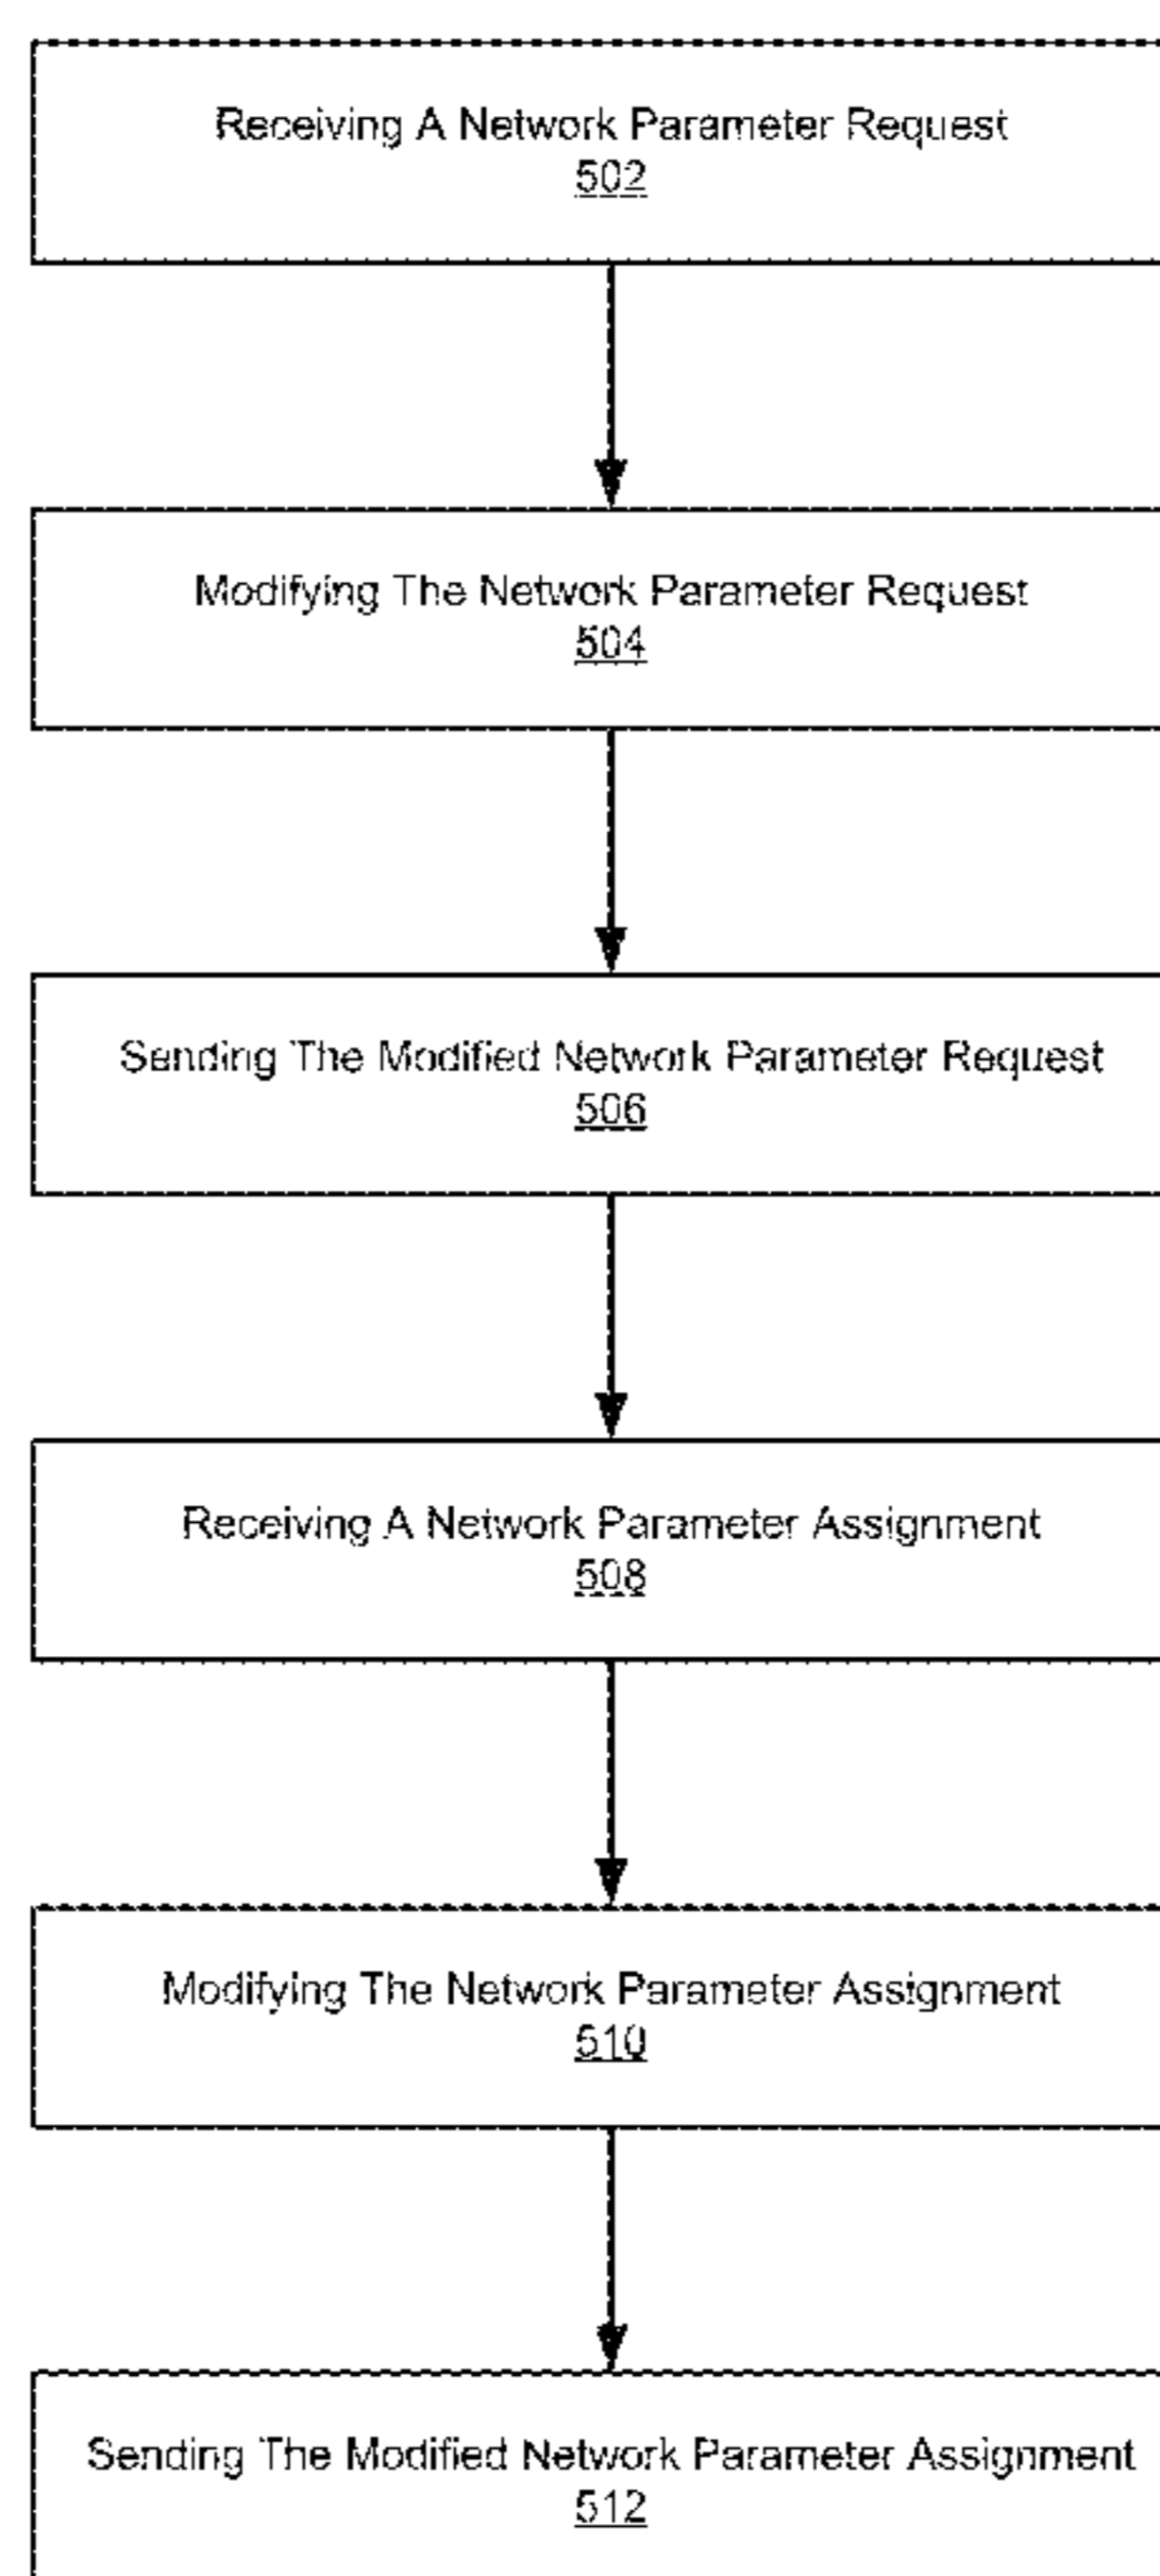 Receiving A Network Parameter Request
502
Modifying The Network Parameter Request
504
Sending The Modified Network Parameter Request
506
Receiving A Network Parameter Assignment
508
Modifying The Network Parameter Assignment
510
Sending The Modified Network Parameter Assignment
512